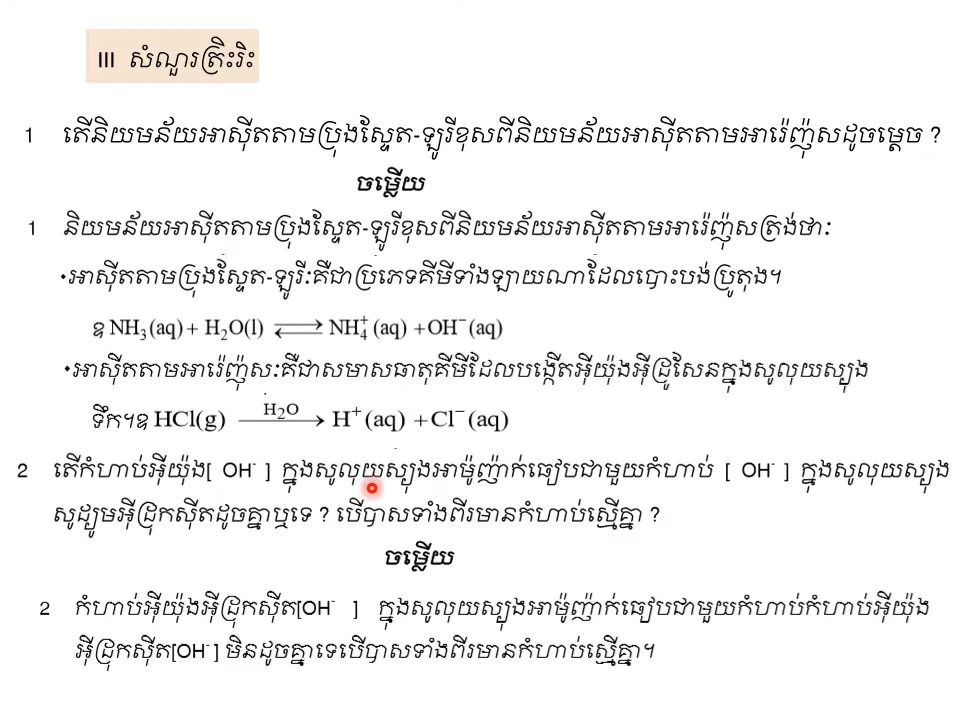 III សំណួរត្រិះរិះ
1 តើនិយមន័យអាស៊ីតតាមប្រុងស្តែត-ឡូរីខុសពីនិយមន័យអាស៊ីតតាមអារ៉េញ៉ុសដូចម្តេច ?
ចម្លើយ
1 និយមន័យអាស៊ីតតាមប្រុងស្តែត-ឡូរីខុសពីនិយមន័យអាស៊ីតតាមអារ៉េញ៉ុសត្រង់ថាៈ
•អាស៊ីតតាមប្រុងស្តែត-ឡូរីៈគឺជាប្រភេទគីមីទាំងឡាយណាដែលបោះបង់ប្រូតុង។
ឧ NH₃(aq) + H₂O(l) ⇌ NH₄⁺(aq) +OH⁻(aq)
•អាស៊ីតតាមអារ៉េញ៉ុសៈគឺជាសមាសធាតុគីមីដែលបង្កើតអ៊ីយ៉ុងអ៊ីដ្រូសែនក្នុងសូលុយស្យុង
ទឹក។ឧ HCl(g) —H₂O→ H⁺(aq) +Cl⁻(aq)
2 តើកំហាប់អ៊ីយ៉ុង[ OH⁻ ] ក្នុងសូលុយស្យុងអាម៉ូញ៉ាក់ធៀបជាមួយកំហាប់ [ OH⁻ ] ក្នុងសូលុយស្យុង
សូដ្យូមអ៊ីដ្រុកស៊ីតដូចគ្នាឬទេ ? បើបាសទាំងពីរមានកំហាប់ស្មើគ្នា ?
ចម្លើយ
2 កំហាប់អ៊ីយ៉ុងអ៊ីដ្រុកស៊ីត[OH⁻ ] ក្នុងសូលុយស្យុងអាម៉ូញ៉ាក់ធៀបជាមួយកំហាប់កំហាប់អ៊ីយ៉ុង
អ៊ីដ្រុកស៊ីត[OH⁻ ] មិនដូចគ្នាទេបើបាសទាំងពីរមានកំហាប់ស្មើគ្នា។